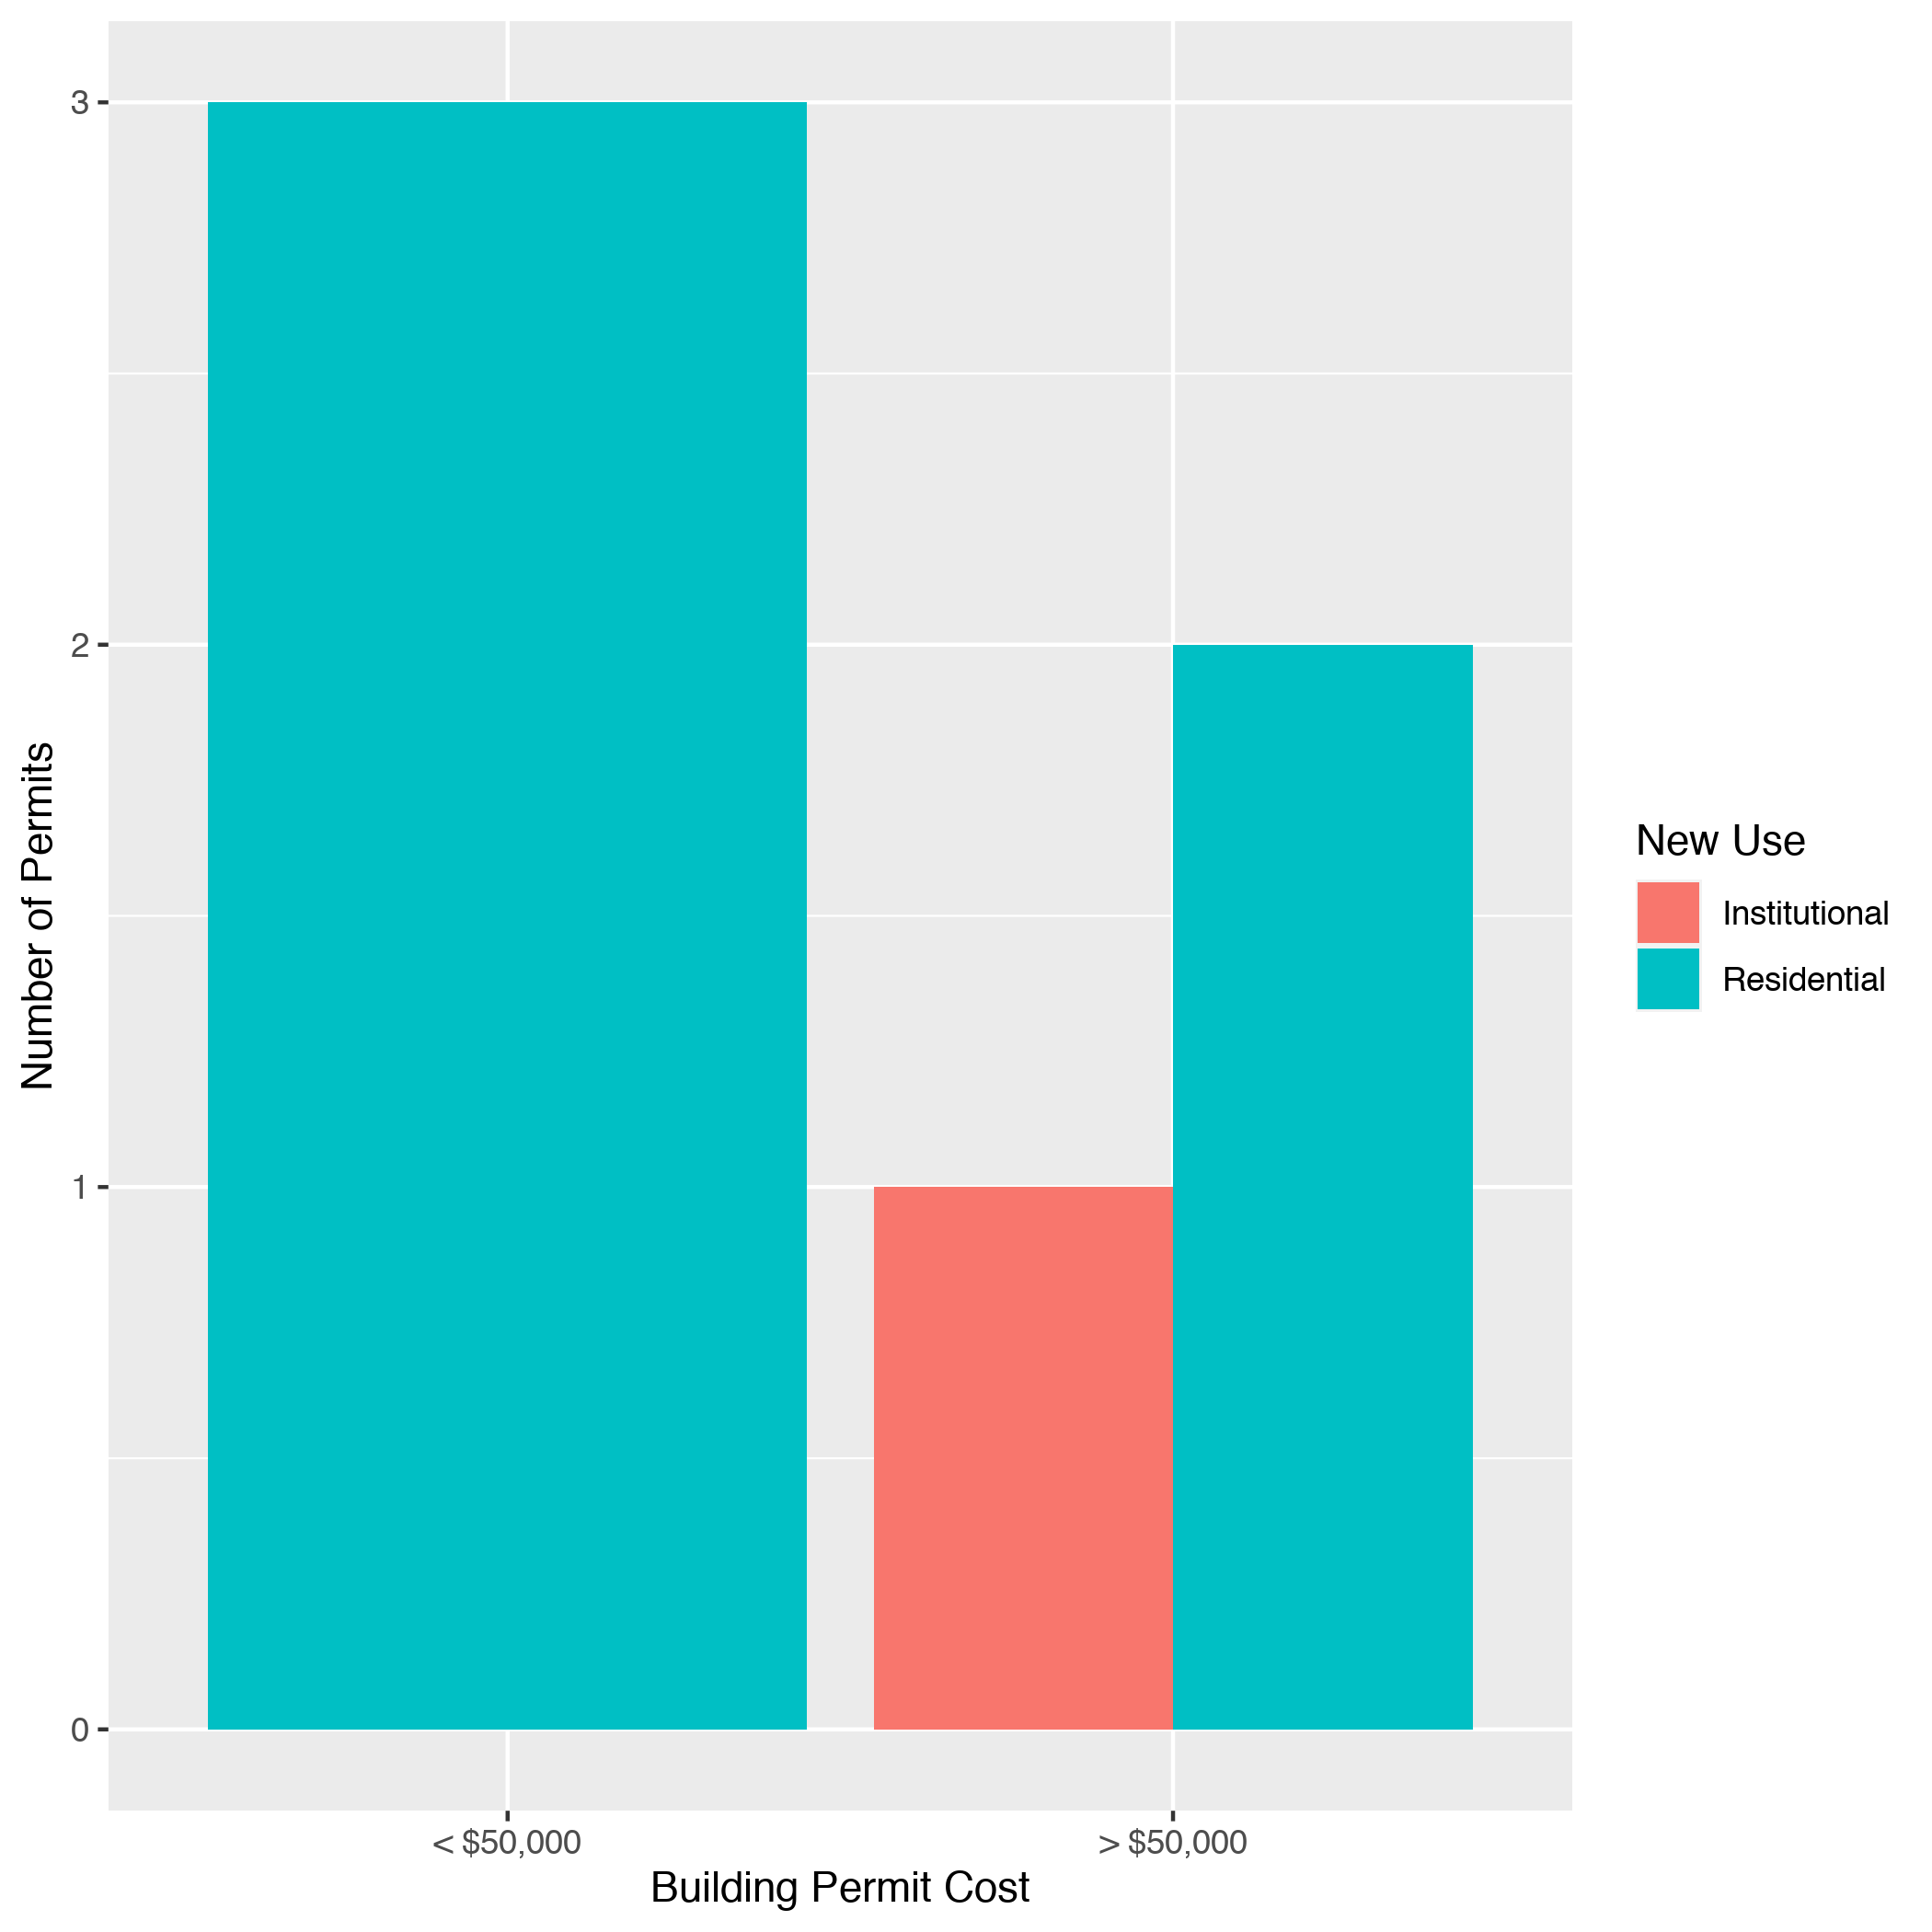 3
2
1
0
Number of Permits
< $50,000
> $50,000
Building Permit Cost
New Use
Institutional
Residential